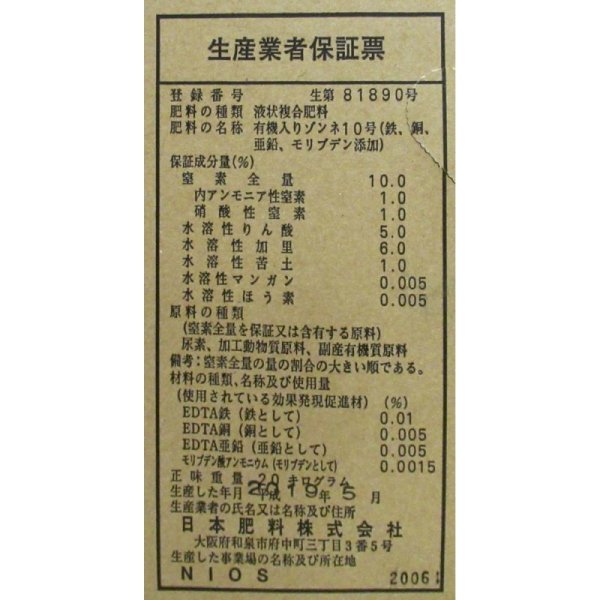 生産業者保証票
登録番号 生第81890号
肥料の種類 液状複合肥料
肥料の名称 有機入りゾンネ10号(鉄、銅、
亜鉛、モリブデン添加)
保証成分量(%)
窒素全量 10.0
内アンモニア性窒素 1.0
硝酸性窒素 1.0
水溶性りん酸 5.0
水溶性加里 6.0
水溶性苦土 1.0
水溶性マンガン 0.005
水溶性ほう素 0.005
原料の種類
(窒素全量を保証又は含有する原料)
尿素、加工動物質原料、副産有機質原料
備考:窒素全量の量の割合の大きい順である。
材料の種類、名称及び使用量
(使用されている効果発現促進材) (%)
EDTA鉄(鉄として) 0.01
EDTA銅(銅として) 0.005
EDTA亜鉛(亜鉛として) 0.005
モリブデン酸アンモニウム(モリブデンとして) 0.0015
正味重量 20キログラム
生産した年月 平成 2019年5月
生産業者の氏名又は名称及び住所
日本肥料株式会社
大阪府和泉市府中町三丁目3番5号
生産した事業場の名称及び所在地
NIOS 2006